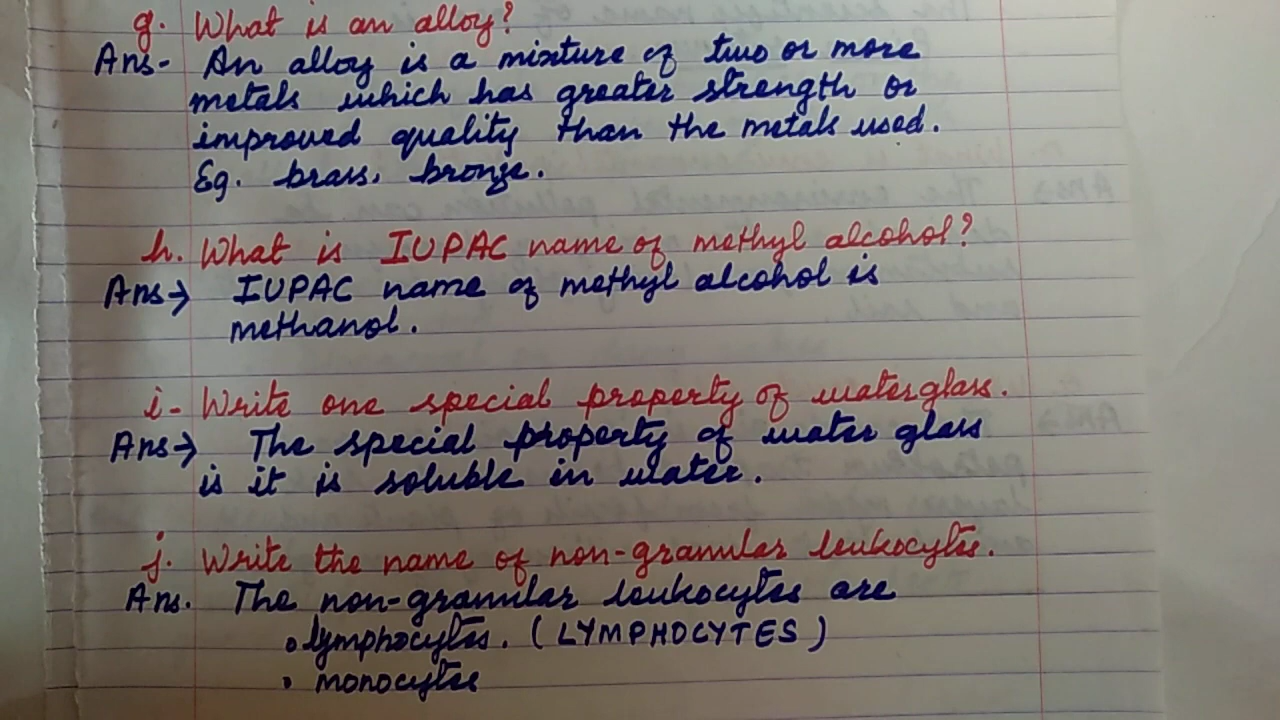 g. What is an alloy?
Ans- An alloy is a mixture of two or more
metals which has greater strength or
improved quality than the metals used.
Eg. brass, bronze.
h. What is IUPAC name of methyl alcohol?
Ans→ IUPAC name of methyl alcohol is
methanol.
i- Write one special property of waterglass.
Ans→ The special property of water glass
is it is soluble in water.
j. Write the name of non-granular leukocytes.
Ans. The non-granular leukocytes are
• lymphocytes. (LYMPHOCYTES)
• monocytes